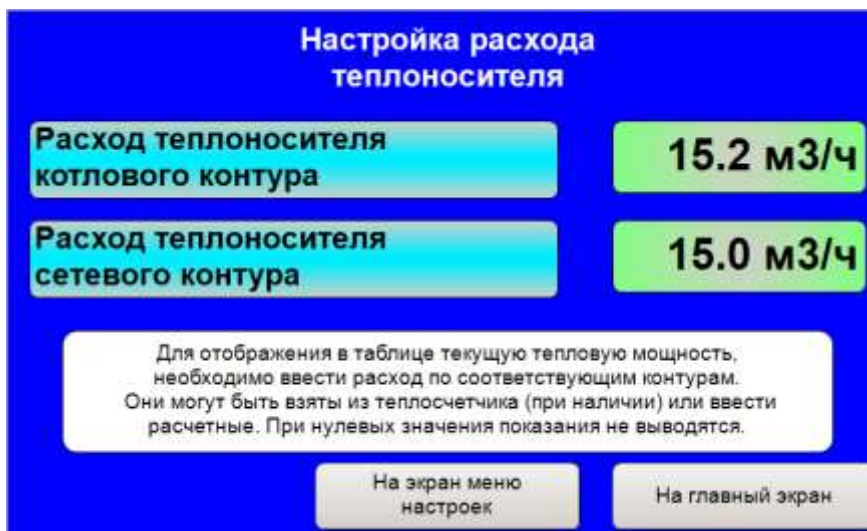 Настройка расхода
теплоносителя
Расход теплоносителя
котлового контура
15.2 м3/ч
Расход теплоносителя
сетевого контура
15.0 м3/ч
Для отображения в таблице текущую тепловую мощность,
необходимо ввести расход по соответствующим контурам.
Они могут быть взяты из теплосчетчика (при наличии) или ввести
расчетные. При нулевых значения показания не выводятся.
На экран меню
настроек
На главный экран